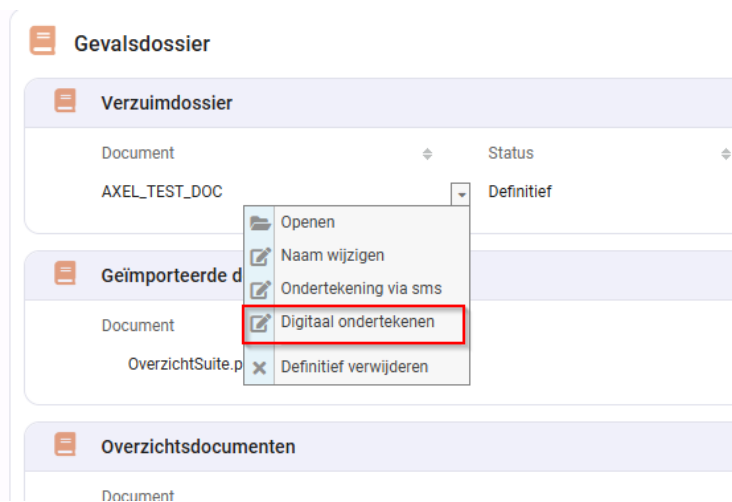 Gevalsdossier
Verzuimdossier
Document Status
AXEL_TEST_DOC Definitief
Openen
Naam wijzigen
Geïmporteerde d
Ondertekening via sms
Document
Digitaal ondertekenen
OverzichtSuite.p
Definitief verwijderen
Overzichtsdocumenten
Document